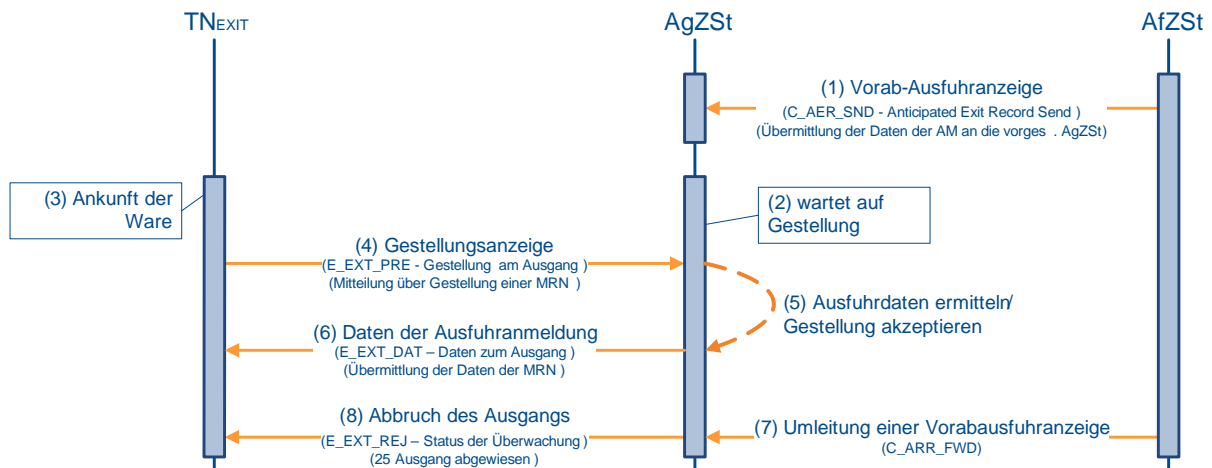 TNEXIT
AgZSt
AfZSt
(1) Vorab-Ausfuhranzeige
(C_AER_SND - Anticipated Exit Record Send )
(Übermittlung der Daten der AM an die vorges . AgZSt)
(3) Ankunft der
Ware
(2) wartet auf
Gestellung
(4) Gestellungsanzeige
(E_EXT_PRE - Gestellung am Ausgang )
(Mitteilung über Gestellung einer MRN )
(5) Ausfuhrdaten ermitteln/
Gestellung akzeptieren
(6) Daten der Ausfuhranmeldung
(E_EXT_DAT – Daten zum Ausgang )
(Übermittlung der Daten der MRN )
(8) Abbruch des Ausgangs
(E_EXT_REJ – Status der Überwachung )
(25 Ausgang abgewiesen )
(7) Umleitung einer Vorabausfuhranzeige
(C_ARR_FWD)